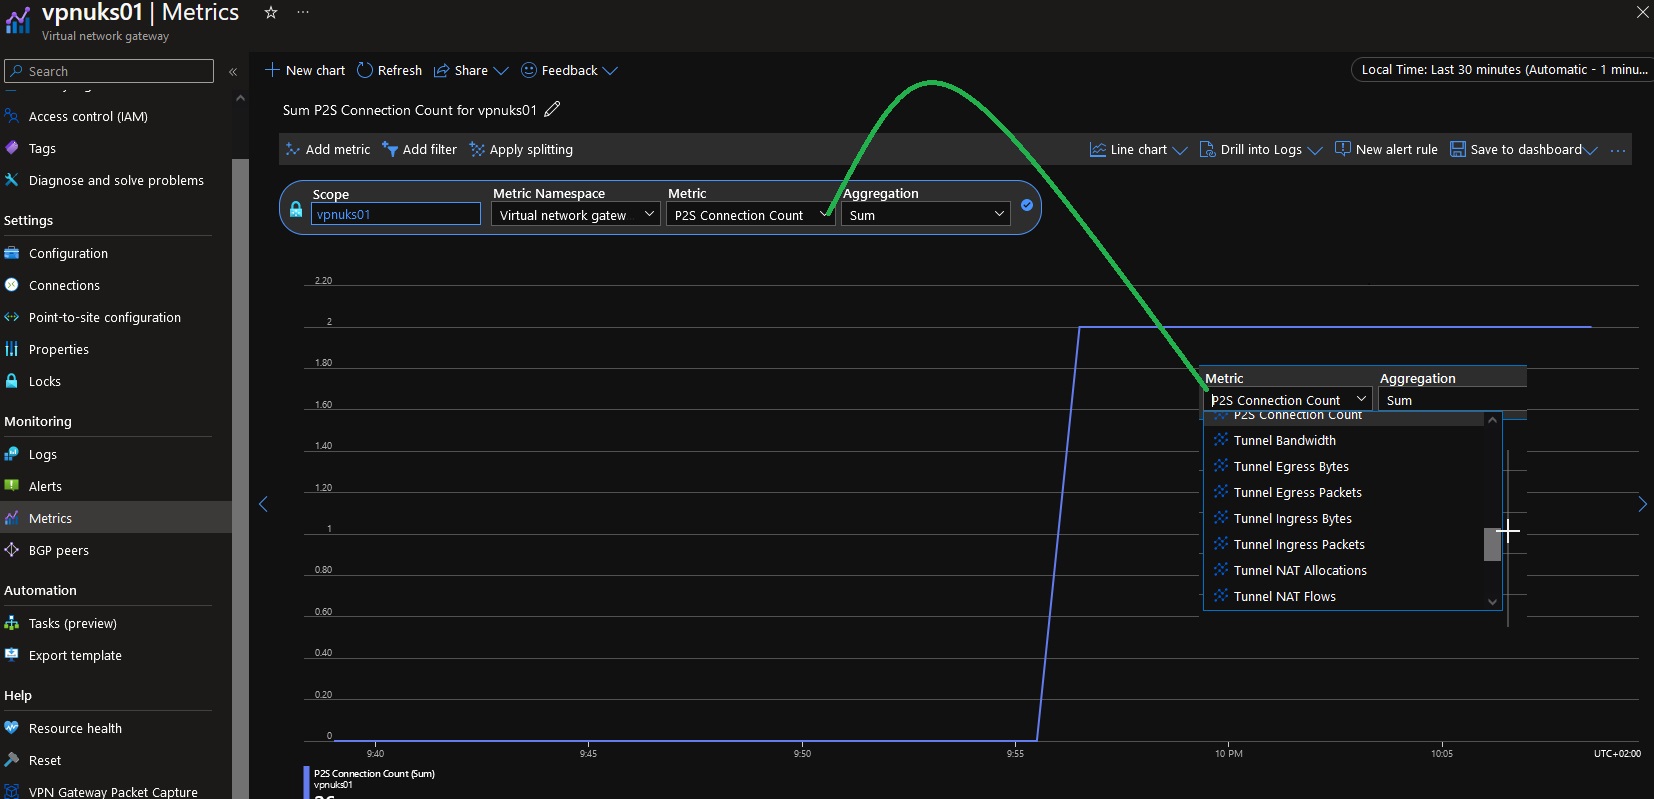 vpnuks01 | Metrics
Virtual network gateway
Search
Access control (IAM)
Tags
Diagnose and solve problems
Settings
Configuration
Connections
Point-to-site configuration
Properties
Locks
Monitoring
Logs
Alerts
Metrics
BGP peers
Automation
Tasks (preview)
Export template
Help
Resource health
Reset
VPN Gateway Packet Capture
New chart
Refresh
Share
Feedback
Local Time: Last 30 minutes (Automatic - 1 minu...
Sum P2S Connection Count for vpnuks01
Add metric
Add filter
Apply splitting
Line chart
Drill into Logs
New alert rule
Save to dashboard
Scope
vpnuks01
Metric Namespace
Virtual network gatew
Metric
P2S Connection Count
Aggregation
Sum
2.20
2
1.80
1.60
1.40
1.20
1
0.80
0.60
0.40
0.20
0
9:40
9:45
9:50
9:55
10 PM
10:05
UTC+02:00
Metric
Aggregation
P2S Connection Count
Sum
P2S Connection Count
Tunnel Bandwidth
Tunnel Egress Bytes
Tunnel Egress Packets
Tunnel Ingress Bytes
Tunnel Ingress Packets
Tunnel NAT Allocations
Tunnel NAT Flows
P2S Connection Count (Sum)
vpnuks01